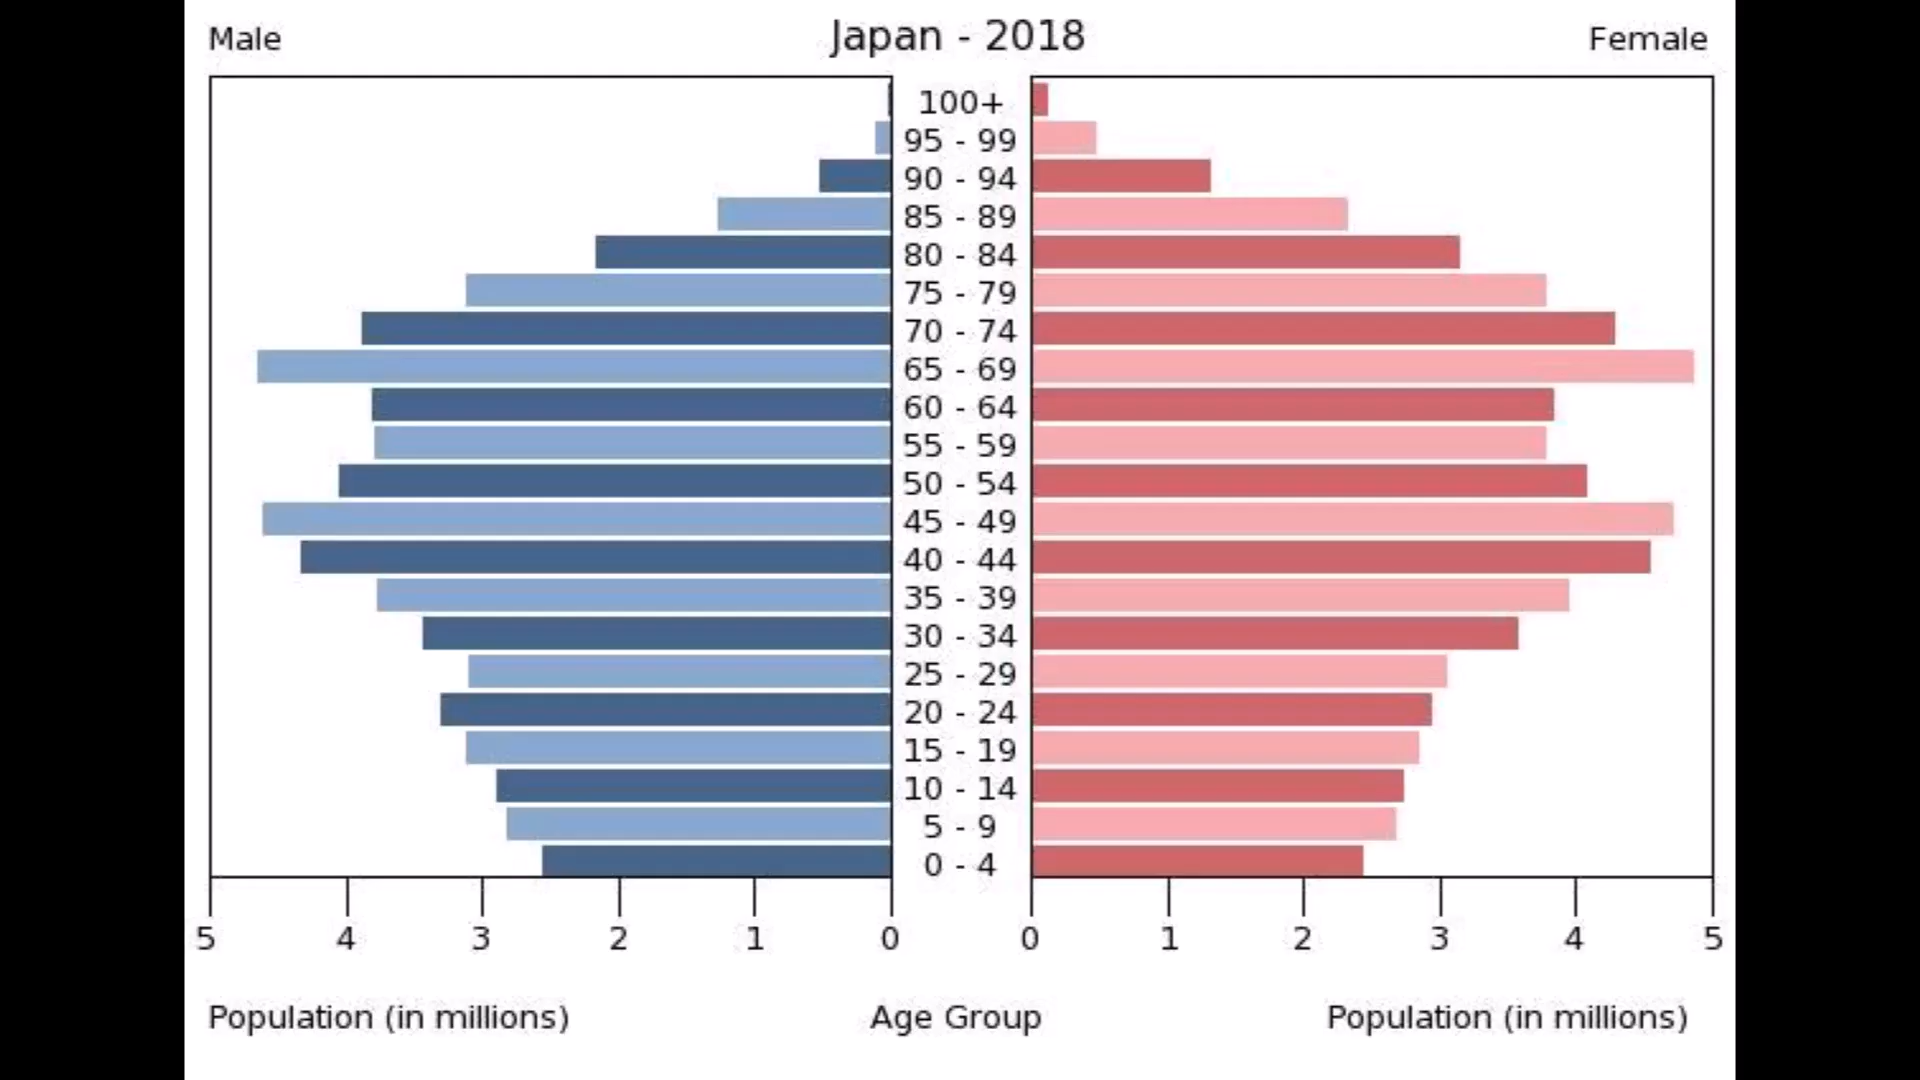 Male Japan - 2018 Female
100+
95 - 99
90 - 94
85 - 89
80 - 84
75 - 79
70 - 74
65 - 69
60 - 64
55 - 59
50 - 54
45 - 49
40 - 44
35 - 39
30 - 34
25 - 29
20 - 24
15 - 19
10 - 14
5 - 9
0 - 4
5 4 3 2 1 0 0 1 2 3 4 5
Population (in millions) Age Group Population (in millions)